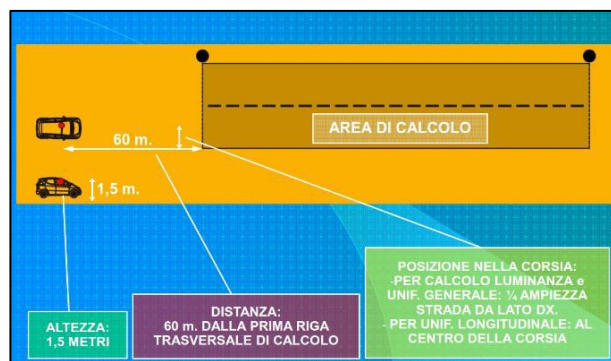 AREA DI CALCOLO
60 m.
1,5 m.
ALTEZZA:
1,5 METRI
DISTANZA:
60 m. DALLA PRIMA RIGA
TRASVERSALE DI CALCOLO
POSIZIONE NELLA CORSIA:
-PER CALCOLO LUMINANZA e
UNIF. GENERALE: ¼ AMPIEZZA
STRADA DA LATO DX.
- PER UNIF. LONGITUDINALE: AL
CENTRO DELLA CORSIA